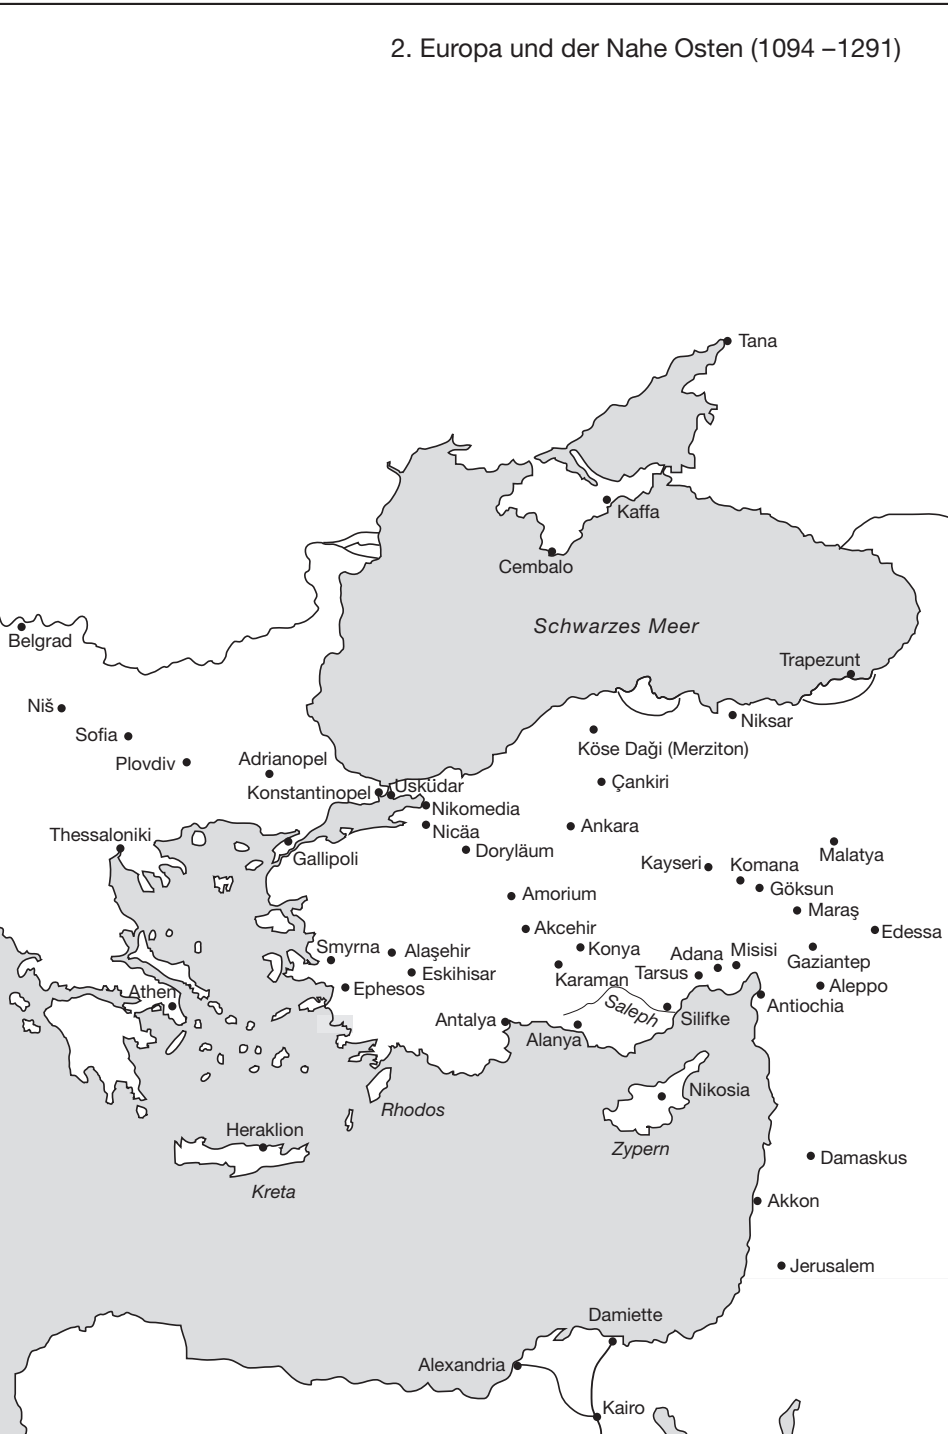 2. Europa und der Nahe Osten (1094 –1291)
Tana
Kaffa
Cembalo
Schwarzes Meer
Belgrad
Trapezunt
Niš
Niksar
Sofia
Köse Daği (Merziton)
Plovdiv
Adrianopel
Çankiri
Konstantinopel
Usküdar
Nikomedia
Nicäa
Ankara
Thessaloniki
Gallipoli
Doryläum
Malatya
Kayseri
Komana
Göksun
Amorium
Maraş
Akcehir
Edessa
Smyrna
Alaşehir
Konya
Adana
Misisi
Gaziantep
Eskihisar
Karaman
Tarsus
Ephesos
Aleppo
Athen
Saleph
Antiochia
Antalya
Silifke
Alanya
Nikosia
Rhodos
Heraklion
Zypern
Damaskus
Kreta
Akkon
Jerusalem
Damiette
Alexandria
Kairo